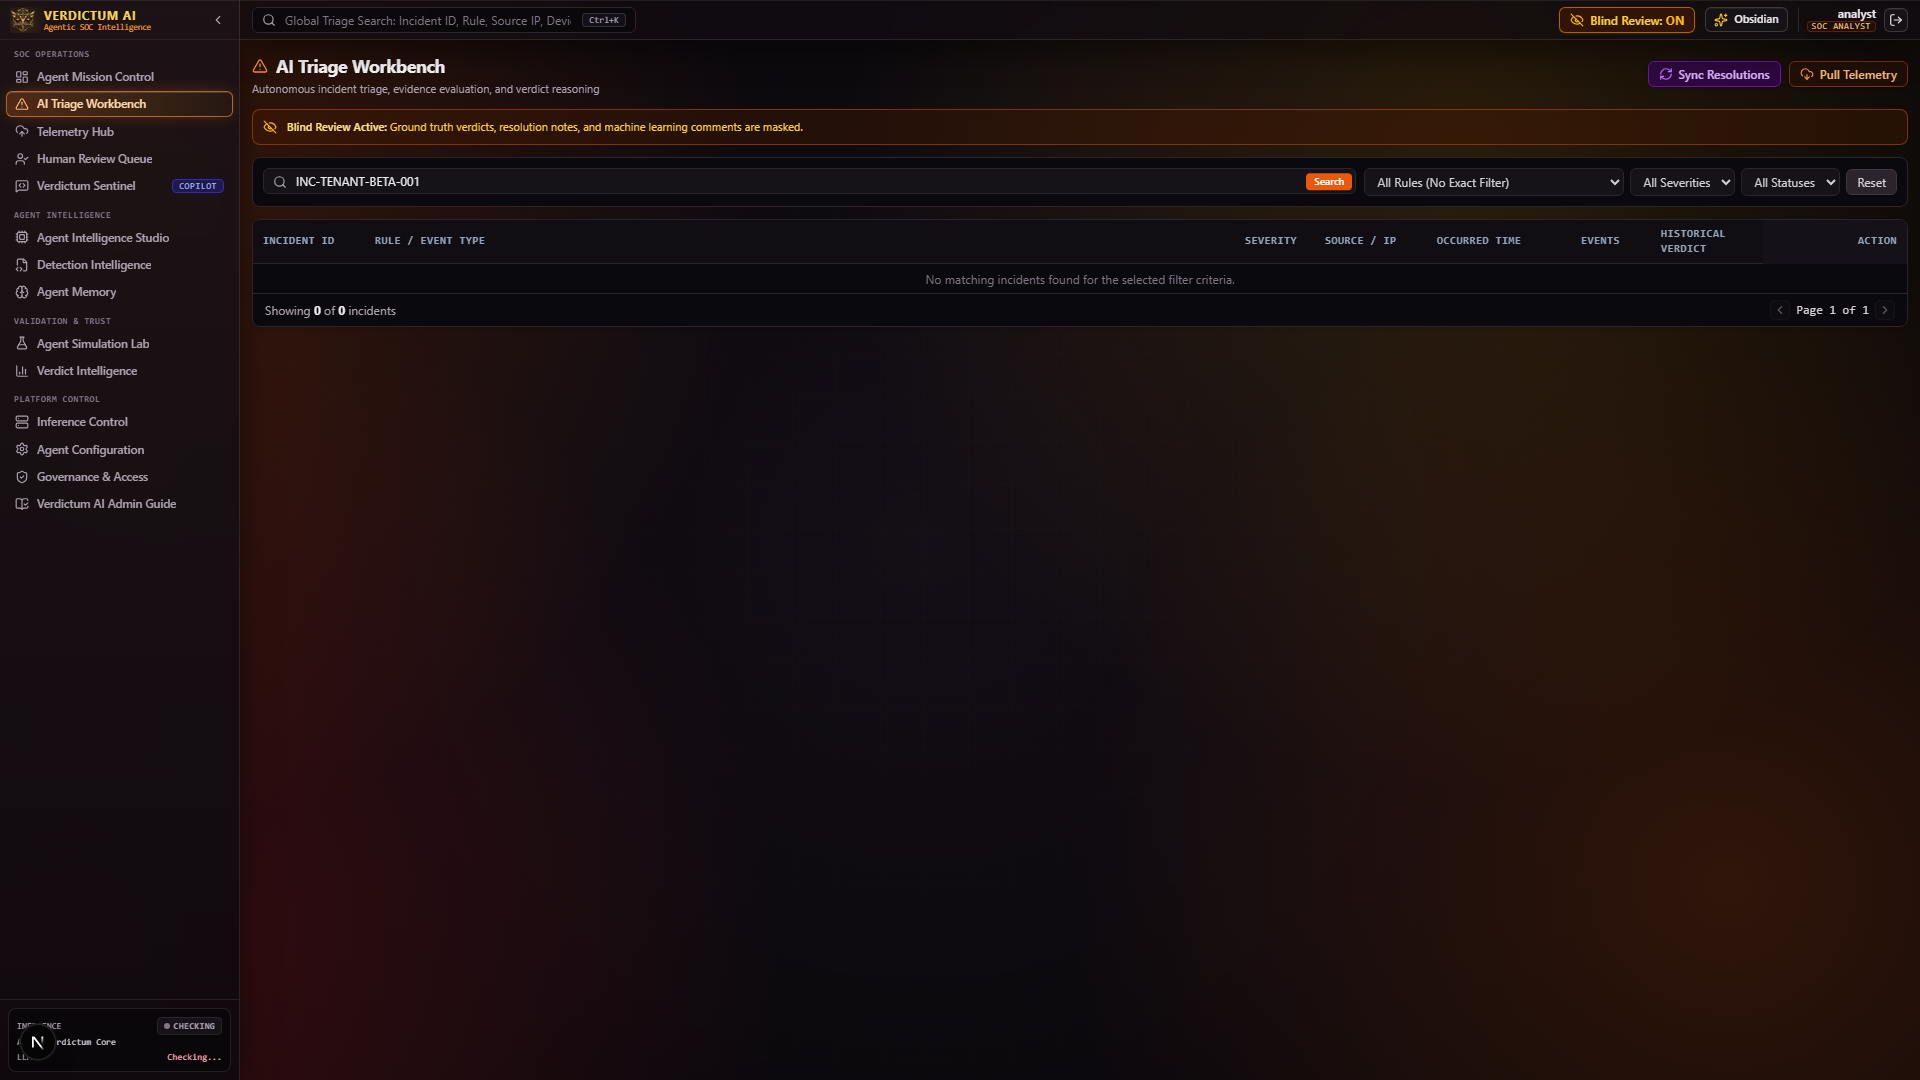 VERDICTUM AI
Agentic SOC Intelligence
SOC OPERATIONS
Agent Mission Control
AI Triage Workbench
Telemetry Hub
Human Review Queue
Verdictum Sentinel
COPILOT
AGENT INTELLIGENCE
Agent Intelligence Studio
Detection Intelligence
Agent Memory
VALIDATION & TRUST
Agent Simulation Lab
Verdict Intelligence
PLATFORM CONTROL
Inference Control
Agent Configuration
Governance & Access
Verdictum AI Admin Guide
CHECKING
N
Core
Checking...
Global Triage Search: Incident ID, Rule, Source IP, Devi
Ctrl+K
Blind Review: ON
Obsidian
analyst
SOC ANALYST
AI Triage Workbench
Autonomous incident triage, evidence evaluation, and verdict reasoning
Sync Resolutions
Pull Telemetry
Blind Review Active: Ground truth verdicts, resolution notes, and machine learning comments are masked.
INC-TENANT-BETA-001
Search
All Rules (No Exact Filter)
All Severities
All Statuses
Reset
INCIDENT ID
RULE / EVENT TYPE
SEVERITY
SOURCE / IP
OCCURRED TIME
EVENTS
HISTORICAL
VERDICT
ACTION
No matching incidents found for the selected filter criteria.
Showing 0 of 0 incidents
Page 1 of 1